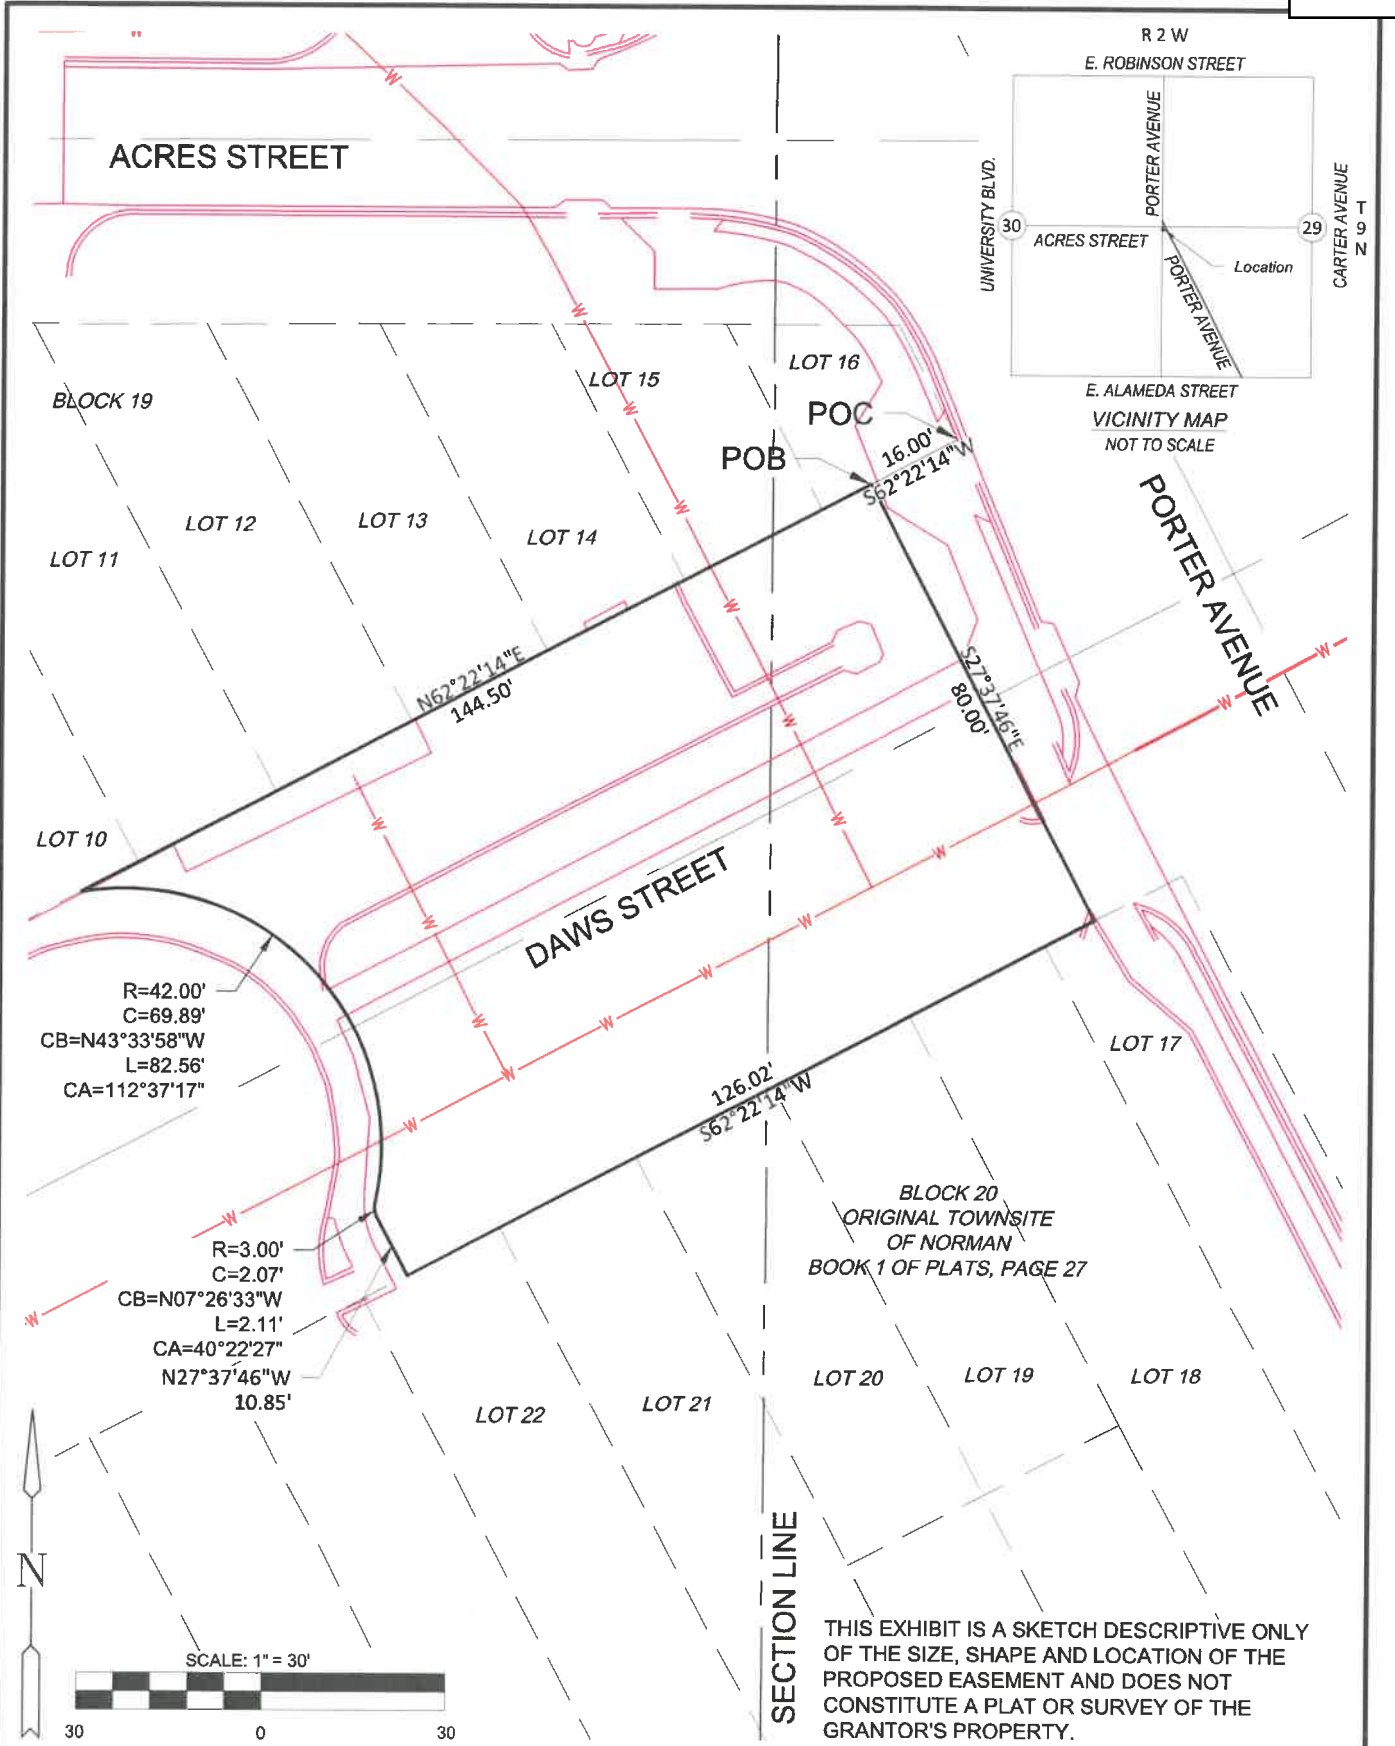 R 2 W
E. ROBINSON STREET
PORTER AVENUE
UNIVERSITY BLVD.
30
ACRES STREET
29
CARTER AVENUE
T
9
N
Location
PORTER AVENUE
E. ALAMEDA STREET
VICINITY MAP
NOT TO SCALE
W
ACRES STREET
W
LOT 15
LOT 16
BLOCK 19
W
POC
POB
16.00'
S62°22'14"W
W
LOT 12
LOT 13
LOT 14
LOT 11
PORTER AVENUE
W
N62°22'14"E
144.50'
S27°37'46"E
80.00'
W
W
W
W
W
LOT 10
W
W
DAWS STREET
W
W
W
W
W
R=42.00'
C=69.89'
CB=N43°33'58"W
L=82.56'
CA=112°37'17"
LOT 17
W
W
126.02'
S62°22'14"W
W
BLOCK 20
ORIGINAL TOWNSITE
OF NORMAN
BOOK 1 OF PLATS, PAGE 27
R=3.00'
C=2.07'
CB=N07°26'33"W
L=2.11'
CA=40°22'27"
N27°37'46"W
10.85'
W
LOT 22
LOT 21
LOT 20
LOT 19
LOT 18
N
SECTION LINE
SCALE: 1" = 30'
30 0 30
THIS EXHIBIT IS A SKETCH DESCRIPTIVE ONLY
OF THE SIZE, SHAPE AND LOCATION OF THE
PROPOSED EASEMENT AND DOES NOT
CONSTITUTE A PLAT OR SURVEY OF THE
GRANTOR'S PROPERTY.